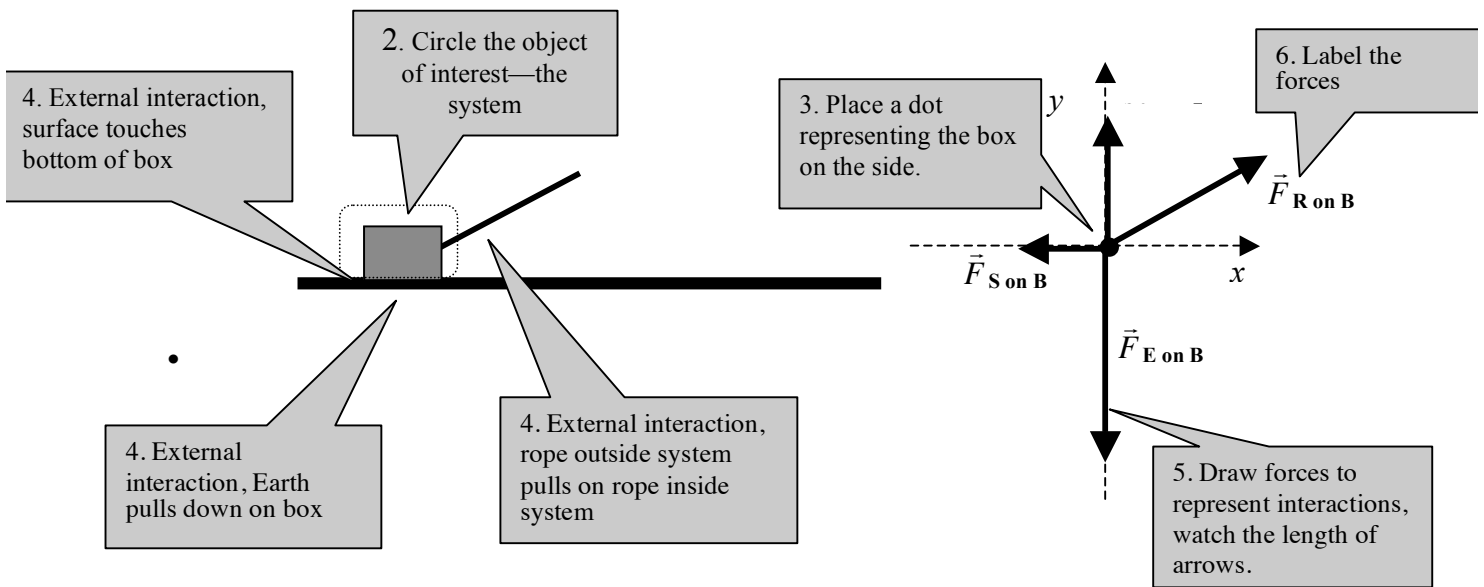 4. External interaction,
surface touches
bottom of box
2. Circle the object
of interest—the
system
3. Place a dot
representing the box
on the side.
y
6. Label the
forces
F⃗ R on B
F⃗ S on B
x
F⃗ E on B
4. External
interaction, Earth
pulls down on box
4. External interaction,
rope outside system
pulls on rope inside
system
5. Draw forces to
represent interactions,
watch the length of
arrows.